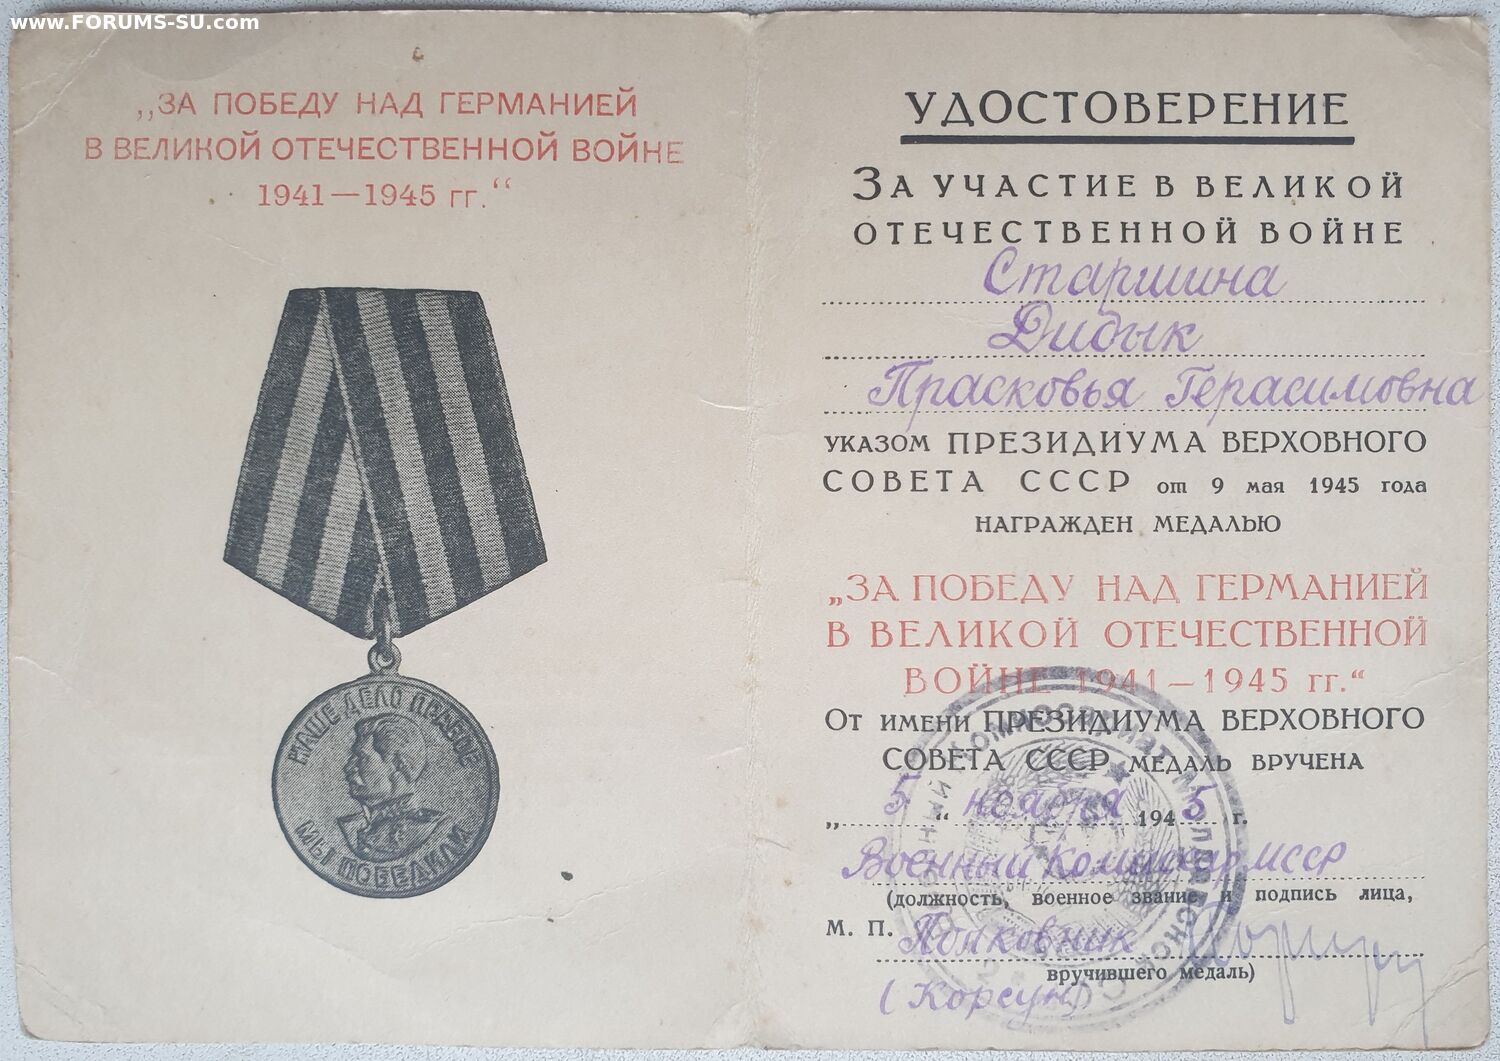 www.FORUMS-SU.com
„ЗА ПОБЕДУ НАД ГЕРМАНИЕЙ
В ВЕЛИКОЙ ОТЕЧЕСТВЕННОЙ ВОЙНЕ
1941—1945 гг.“
НАШЕ ДЕЛО ПРАВОЕ
МЫ ПОБЕДИЛИ
УДОСТОВЕРЕНИЕ
ЗА УЧАСТИЕ В ВЕЛИКОЙ
ОТЕЧЕСТВЕННОЙ ВОЙНЕ
Старшина
Дидык
Прасковья Герасимовна
УКАЗОМ ПРЕЗИДИУМА ВЕРХОВНОГО
СОВЕТА СССР от 9 мая 1945 года
НАГРАЖДЕН МЕДАЛЬЮ
„ЗА ПОБЕДУ НАД ГЕРМАНИЕЙ
В ВЕЛИКОЙ ОТЕЧЕСТВЕННОЙ
ВОЙНЕ 1941—1945 гг.“
ОТ ИМЕНИ ПРЕЗИДИУМА ВЕРХОВНОГО
СОВЕТА СССР МЕДАЛЬ ВРУЧЕНА
„5“ ноября 1945 г.
Военный Комиссар МССР
(должность, военное звание и подпись лица,
М. П. Полковник
вручившего медаль)
(Корсун)